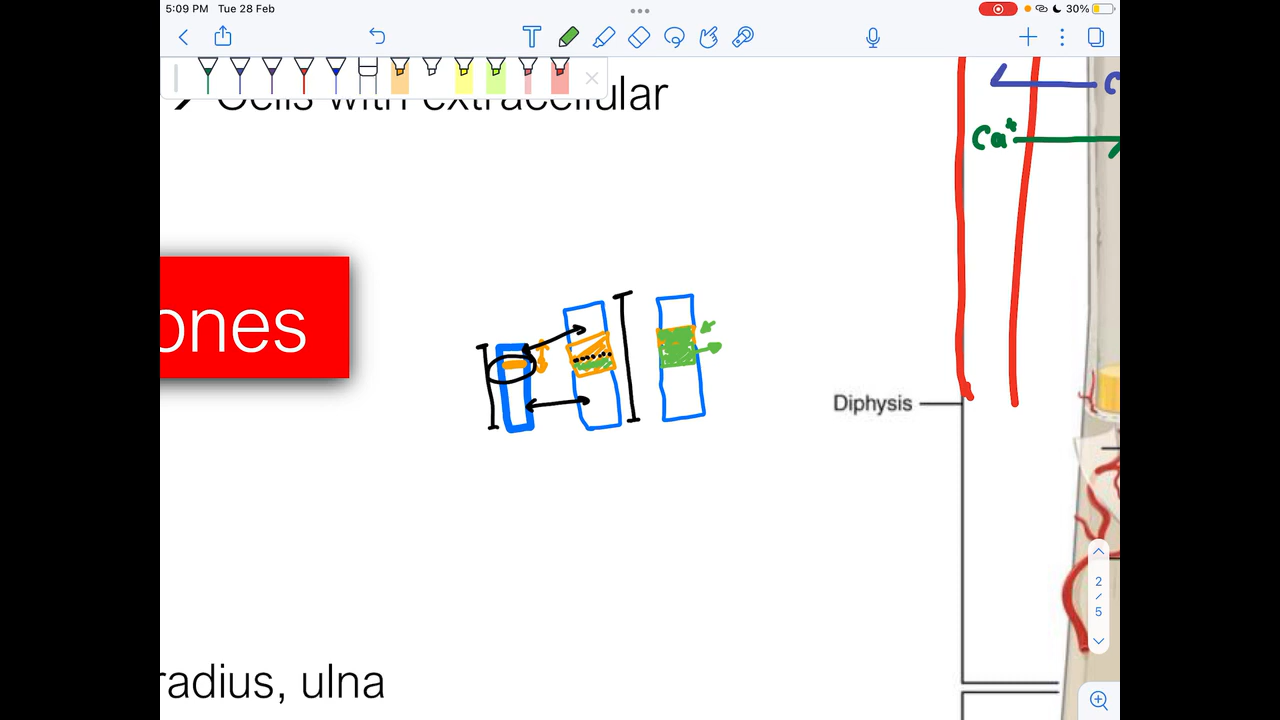 5:09 PM Tue 28 Feb
30%
T
Cells with extracellular
Ca+
ones
Diphysis
2
/
5
radius, ulna